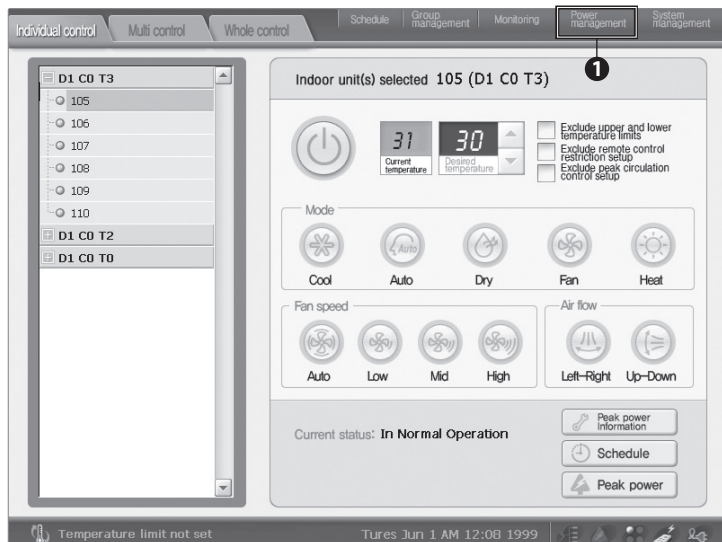 Individual control
Multi control
Whole control
Schedule
Group
management
Monitoring
Power
management
System
management
1
D1 C0 T3
105
106
107
108
109
110
D1 C0 T2
D1 C0 T0
Indoor unit(s) selected 105 (D1 C0 T3)
31
Current
temperature
30
Desired
temperature
Exclude upper and lower
temperature limits
Exclude remote control
restriction setup
Exclude peak circulation
control setup
Mode
Auto
Cool
Auto
Dry
Fan
Heat
Fan speed
Auto
Low
Mid
High
Air flow
Left-Right
Up-Down
Current status: In Normal Operation
Peak power
information
Schedule
Peak power
Temperature limit not set
Tures Jun 1 AM 12:08 1999